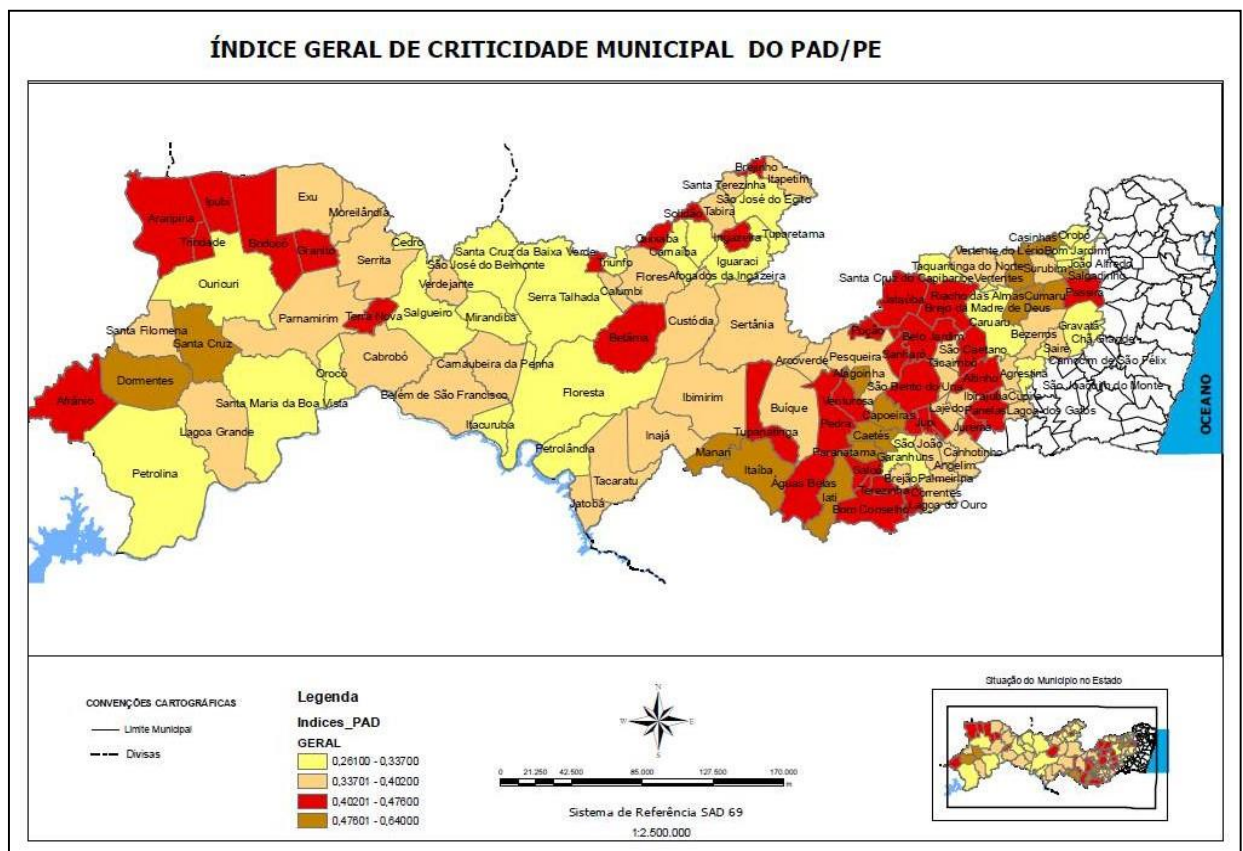 ÍNDICE GERAL DE CRITICIDADE MUNICIPAL DO PAD/PE
Brejinho
Itapetim
Santa Terezinha
São José do Egito
Exu
Ipubi
Araripina
Moreilândia
Solidão
Tabira
Trindade
Bodocó
Granito
Cedro
Santa Cruz da Baixa Verde
Quixaba
Carnaíba
Ingazeira
Tuparetama
Casinhas
Orobó
Serrita
São José do Belmonte
Triunfo
Iguaraci
Vertente do Lério
Bom Jardim
Verdejante
Flores
Afogados da Ingazeira
Taquaritinga do Norte
Surubim
João Alfredo
Ouricuri
Calumbi
Santa Cruz do Capibaribe
Vertentes
Salgadinho
Serra Talhada
Jataúba
Riacho das Almas
Cumaru
Passira
Parnamirim
Terra Nova
Salgueiro
Mirandiba
Custódia
Sertânia
Brejo da Madre de Deus
Santa Filomena
Caruaru
Gravatá
Santa Cruz
Betânia
Poção
Belo Jardim
Bezerros
Chã Grande
Cabrobó
Arcoverde
Pesqueira
Sanharó
São Caetano
Sairé
Carnaubeira da Penha
Tacaimbó
Camocim de São Félix
Dormentes
Orocó
Alagoinha
Altinho
Agrestina
Afrânio
São Bento do Una
São Joaquim do Monte
Santa Maria da Boa Vista
Belém de São Francisco
Floresta
Ibimirim
Buíque
Venturosa
Ibirajuba
Cupira
Itacuruba
Capoeiras
Lajedo
Panelas
Lagoa dos Gatos
Lagoa Grande
Tupanatinga
Pedra
Jupi
Jurema
Inajá
Caetés
São João
Petrolândia
Manari
Paranatama
Garanhuns
Canhotinho
Petrolina
Itaíba
Saloá
Angelim
Tacaratu
Águas Belas
Brejão
Palmeirina
Iati
Terezinha
Correntes
Jatobá
Bom Conselho
Lagoa do Ouro
OCEANO
CONVENÇÕES CARTOGRÁFICAS
Limite Municipal
Divisas
Legenda
Indices_PAD
GERAL
0,26100 - 0,33700
0,33701 - 0,40200
0,40201 - 0,47600
0,47601 - 0,64000
N
W
E
S
0 21.250 42.500 85.000 127.500 170.000
m
Sistema de Referência SAD 69
1:2.500.000
Situação do Município no Estado